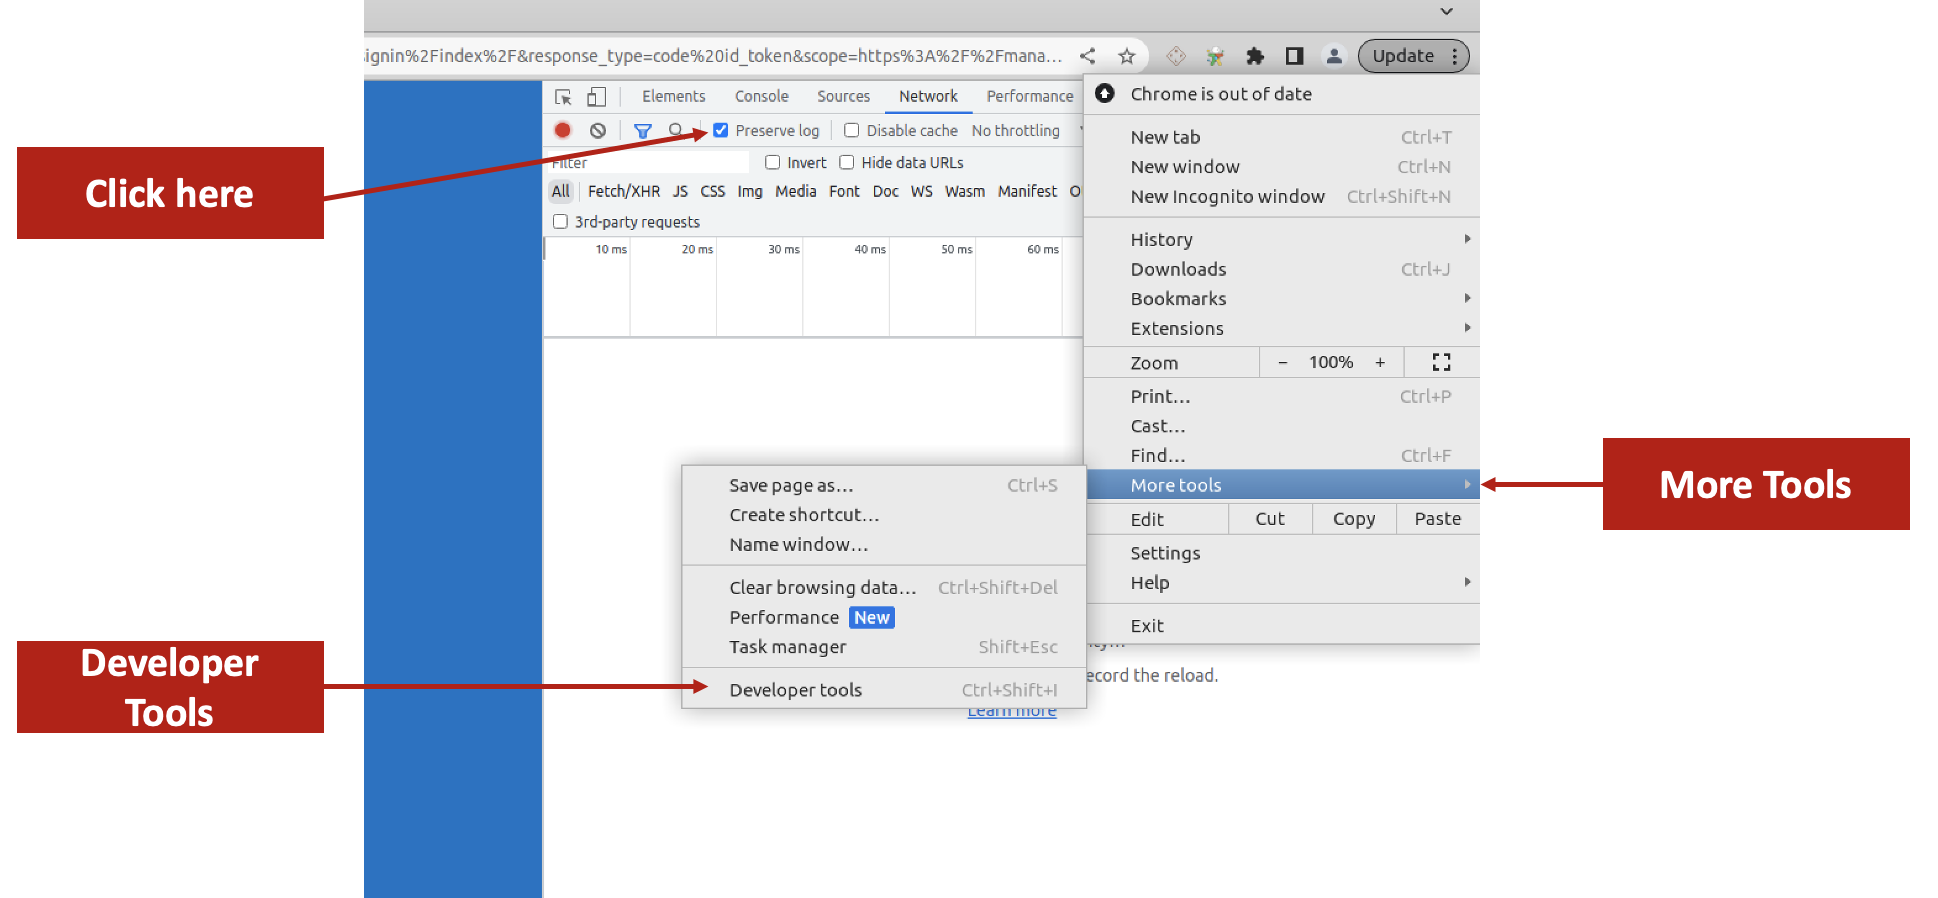 ignin%2Findex%2F&response_type=code%20id_token&scope=https%3A%2F%2Fmana...
Update
Elements Console Sources Network Performance
Chrome is out of date
Preserve log Disable cache No throttling
New tab Ctrl+T
Filter Invert Hide data URLs
New window Ctrl+N
Click here
All Fetch/XHR JS CSS Img Media Font Doc WS Wasm Manifest O
New Incognito window Ctrl+Shift+N
3rd-party requests
10 ms 20 ms 30 ms 40 ms 50 ms 60 ms
History
Downloads Ctrl+J
Bookmarks
Extensions
Zoom - 100% +
Print... Ctrl+P
Cast...
Find... Ctrl+F
More tools
More Tools
Save page as... Ctrl+S
Create shortcut...
Name window...
Edit Cut Copy Paste
Settings
Help
Clear browsing data... Ctrl+Shift+Del
Performance New
Task manager Shift+Esc
Exit
Developer tools Ctrl+Shift+I
ecord the reload.
Learn more
Developer
Tools